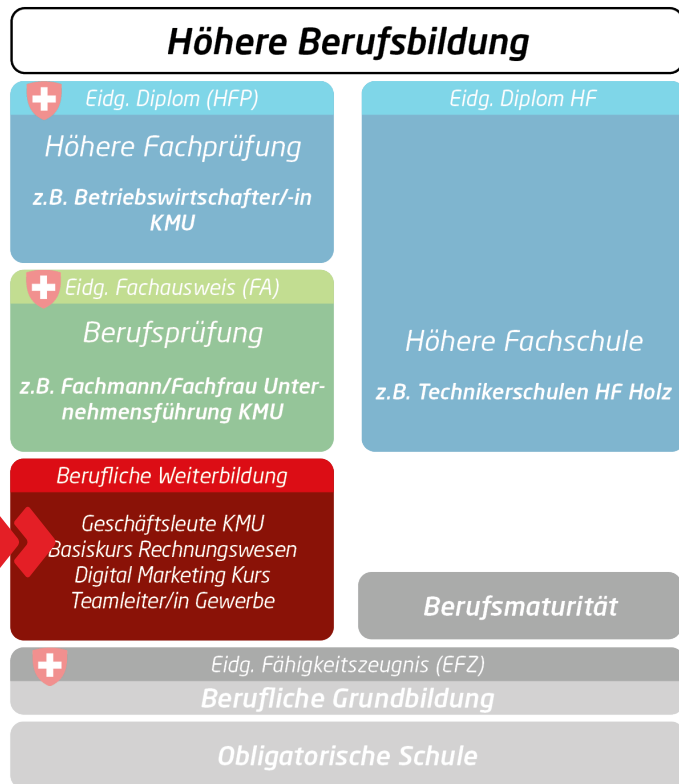 Höhere Berufsbildung
Eidg. Diplom (HFP)
Höhere Fachprüfung
z.B. Betriebswirtschafter/-in
KMU
Eidg. Fachausweis (FA)
Berufsprüfung
z.B. Fachmann/Fachfrau Unter-
nehmensführung KMU
Eidg. Diplom HF
Höhere Fachschule
z.B. Technikerschulen HF Holz
Berufliche Weiterbildung
Geschäftsleute KMU
Basiskurs Rechnungswesen
Digital Marketing Kurs
Teamleiter/in Gewerbe
Berufsmaturität
Eidg. Fähigkeitszeugnis (EFZ)
Berufliche Grundbildung
Obligatorische Schule